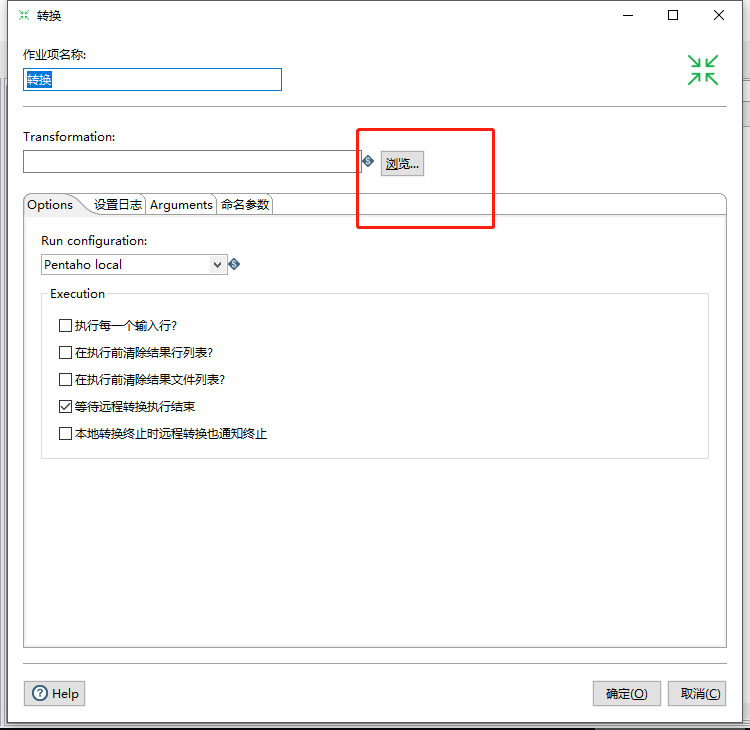 转换
作业项名称:
转换
Transformation:
浏览...
Options 设置日志 Arguments 命名参数
Run configuration:
Pentaho local
Execution
执行每一个输入行?
在执行前清除结果行列表?
在执行前清除结果文件列表?
等待远程转换执行结束
本地转换终止时远程转换也通知终止
Help 确定(O) 取消(C)